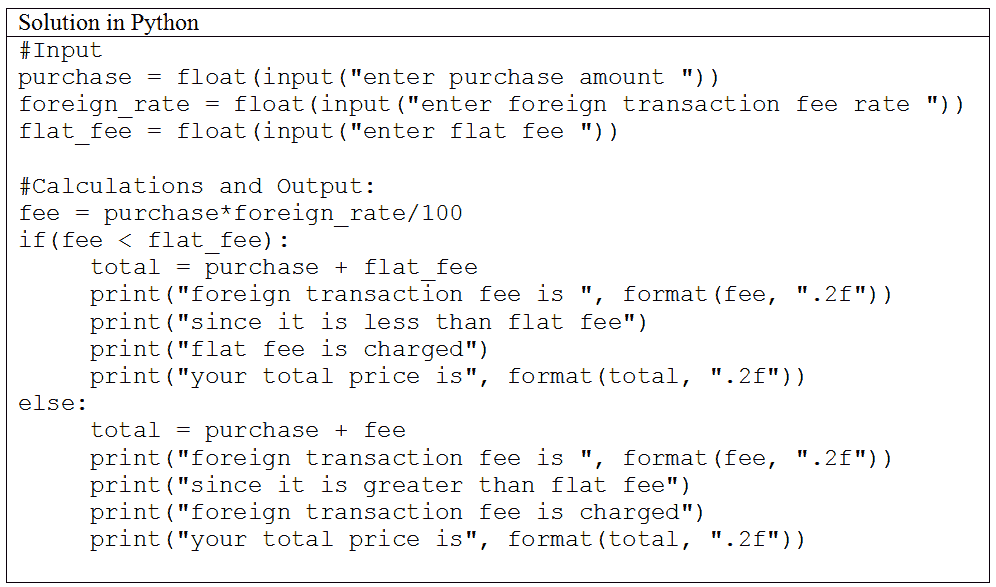 Solution in Python
#Input
purchase = float(input("enter purchase amount "))
foreign_rate = float(input("enter foreign transaction fee rate "))
flat_fee = float(input("enter flat fee "))

#Calculations and Output:
fee = purchase*foreign_rate/100
if(fee < flat_fee):
     total = purchase + flat_fee
     print("foreign transaction fee is ", format(fee, ".2f"))
     print("since it is less than flat fee")
     print("flat fee is charged")
     print("your total price is", format(total, ".2f"))
else:
     total = purchase + fee
     print("foreign transaction fee is ", format(fee, ".2f"))
     print("since it is greater than flat fee")
     print("foreign transaction fee is charged")
     print("your total price is", format(total, ".2f"))